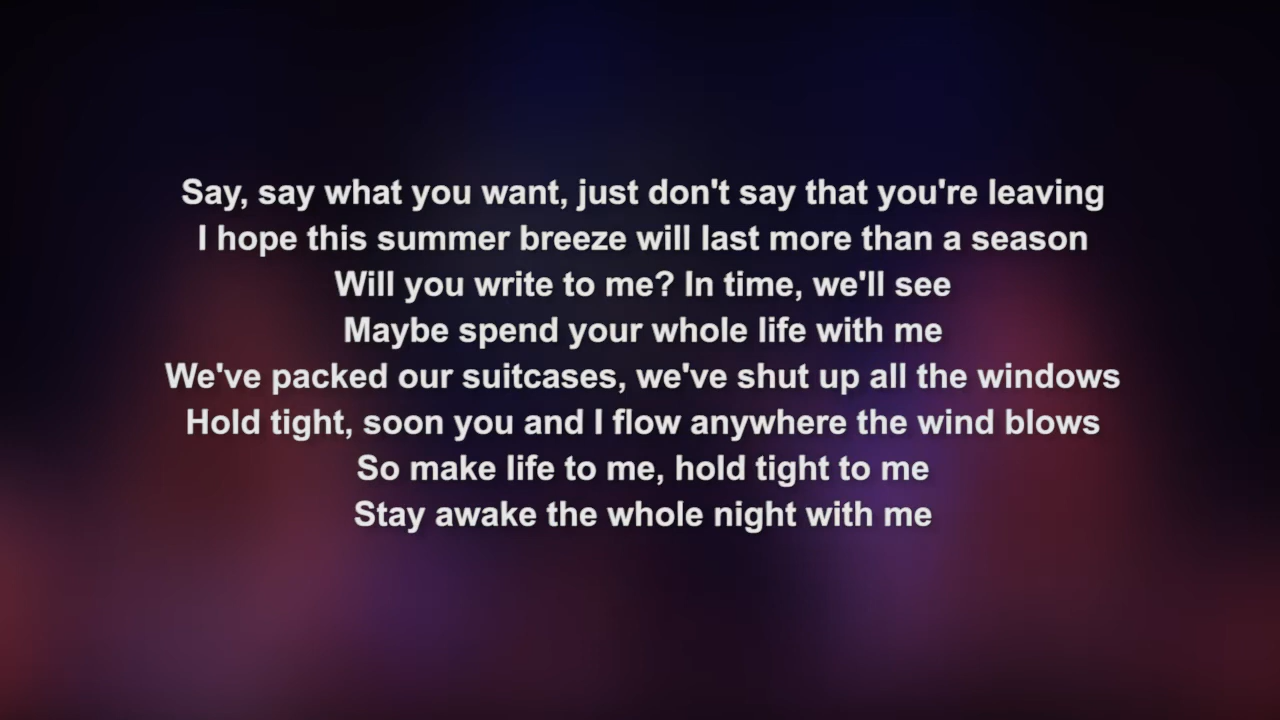 Say, say what you want, just don't say that you're leaving
I hope this summer breeze will last more than a season
Will you write to me? In time, we'll see
Maybe spend your whole life with me
We've packed our suitcases, we've shut up all the windows
Hold tight, soon you and I flow anywhere the wind blows
So make life to me, hold tight to me
Stay awake the whole night with me